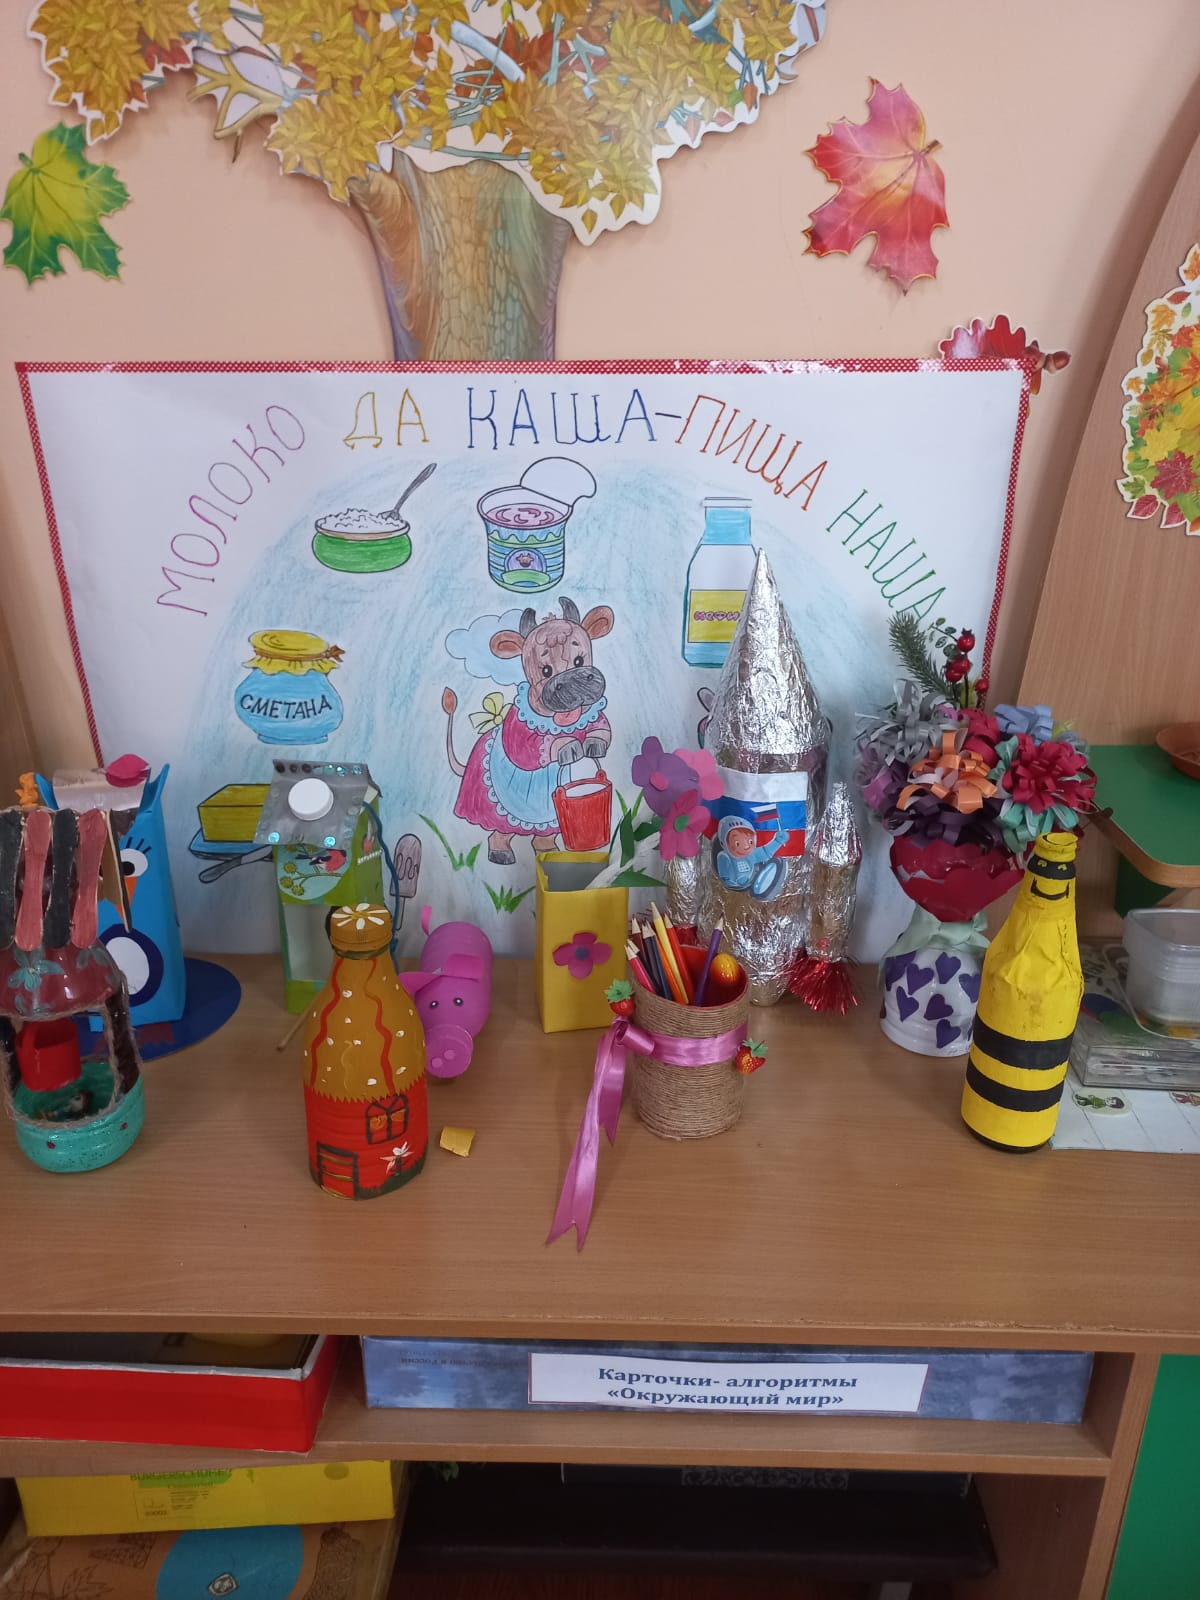 МОЛОКО ДА КАША-ПИЩА НАША
СМЕТАНА
Карточки- алгоритмы
«Окружающий мир»